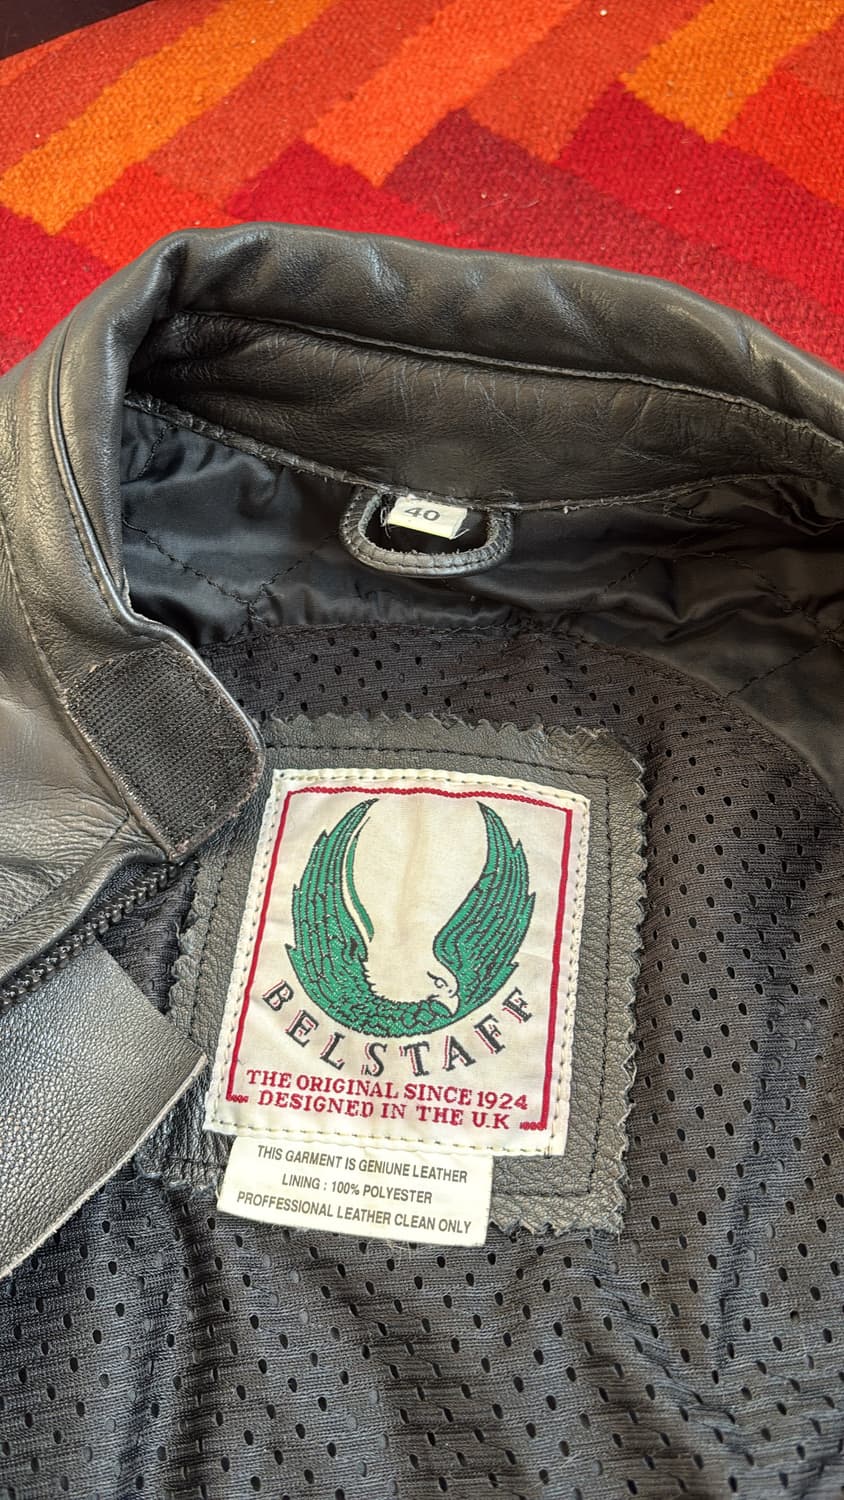 40
BELSTAFF
THE ORIGINAL SINCE 1924
DESIGNED IN THE U.K
THIS GARMENT IS GENIUNE LEATHER
LINING : 100% POLYESTER
PROFFESSIONAL LEATHER CLEAN ONLY